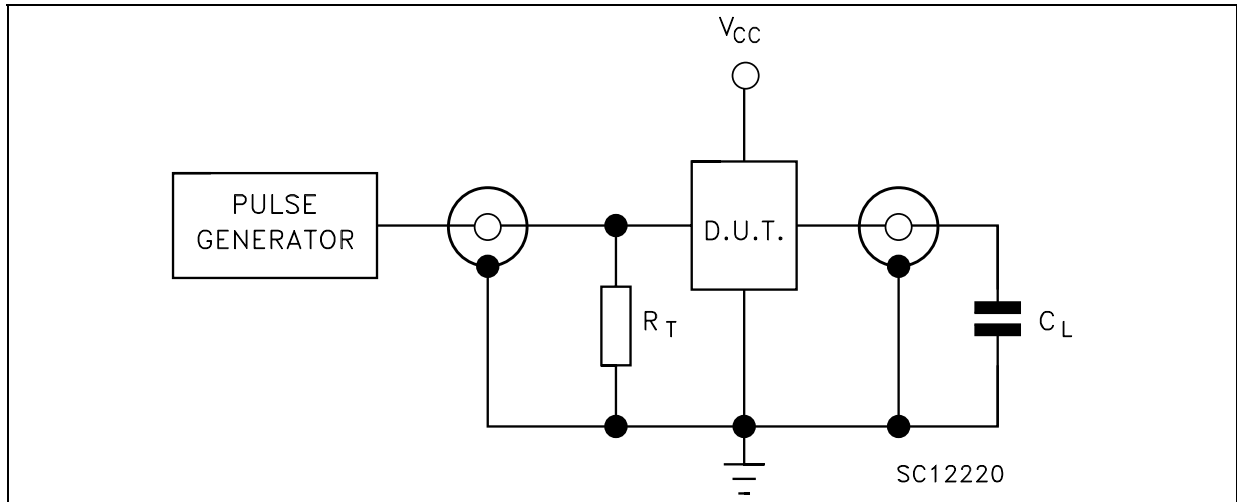 VCC
PULSE
GENERATOR
D.U.T.
RT
CL
SC12220